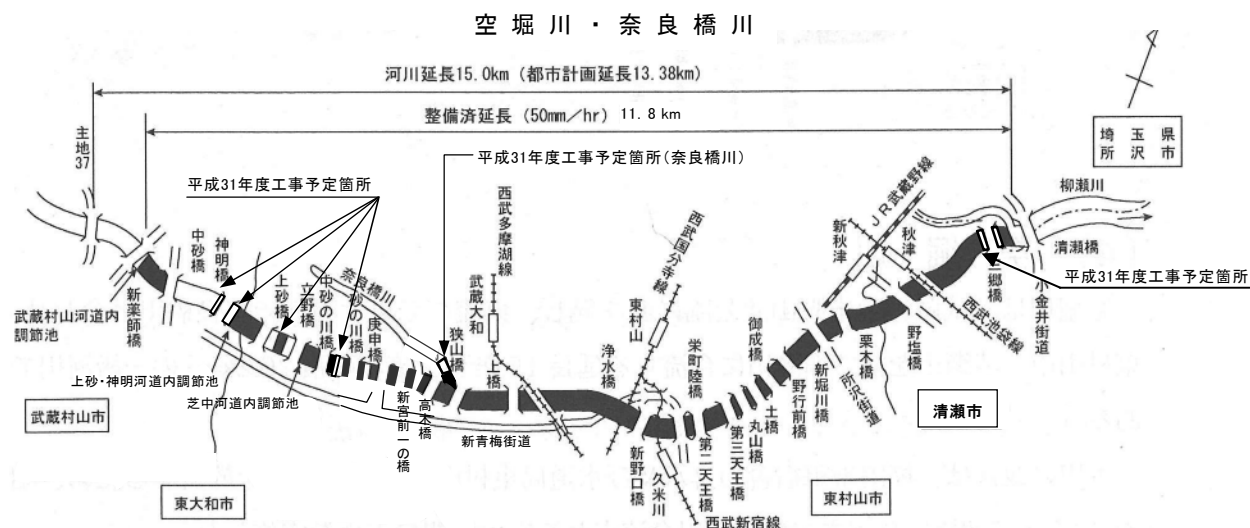 空堀川・奈良橋川
河川延長15.0km（都市計画延長13.38km）
整備済延長（50mm／hr）11.8 km
主地37
埼玉県
所沢市
平成31年度工事予定箇所(奈良橋川)
平成31年度工事予定箇所
西武多摩湖線
西武国分寺線
JR武蔵野線
新秋津
秋津
柳瀬川
清瀬橋
平成31年度工事予定箇所
小金井街道
三郷橋
西武池袋線
中砂橋
神明橋
新薬師橋
武蔵村山河道内
調節池
上砂橋
立野橋
中砂の川橋
砂の川橋
庚申橋
奈良橋川
狭山橋
武蔵大和
上橋
東村山
浄水橋
栄町陸橋
御成橋
野行前橋
新堀川橋
栗木橋
所沢街道
野塩橋
清瀬市
上砂・神明河道内調節池
芝中河道内調節池
武蔵村山市
新宮前一の橋
高木橋
新青梅街道
新野口橋
久米川
第二天王橋
第三天王橋
丸山橋
土橋
東大和市
東村山市
西武新宿線